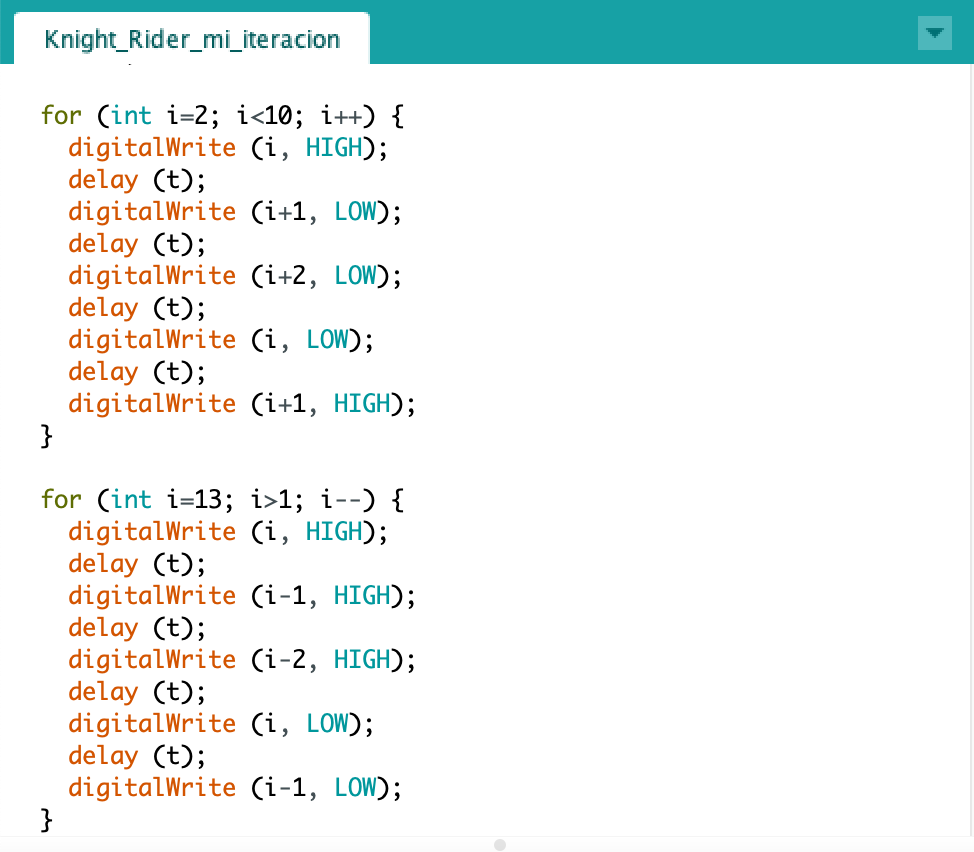 Knight_Rider_mi_iteracion
for (int i=2; i<10; i++) {
digitalWrite (i, HIGH);
delay (t);
digitalWrite (i+1, LOW);
delay (t);
digitalWrite (i+2, LOW);
delay (t);
digitalWrite (i, LOW);
delay (t);
digitalWrite (i+1, HIGH);
}
for (int i=13; i>1; i--) {
digitalWrite (i, HIGH);
delay (t);
digitalWrite (i-1, HIGH);
delay (t);
digitalWrite (i-2, HIGH);
delay (t);
digitalWrite (i, LOW);
delay (t);
digitalWrite (i-1, LOW);
}